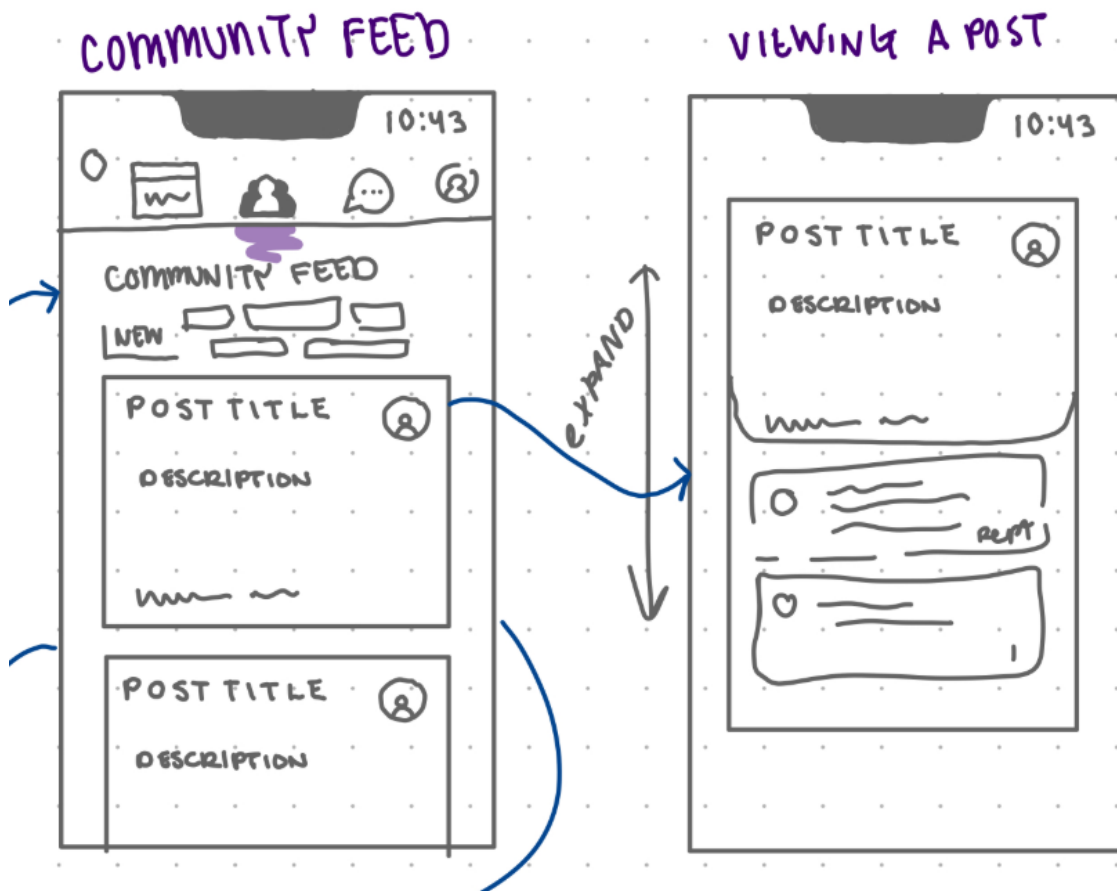 COMMUNITY FEED
10:43
COMMUNITY FEED
NEW
POST TITLE
DESCRIPTION
POST TITLE
DESCRIPTION
expAND
VIEWING A POST
10:43
POST TITLE
DESCRIPTION